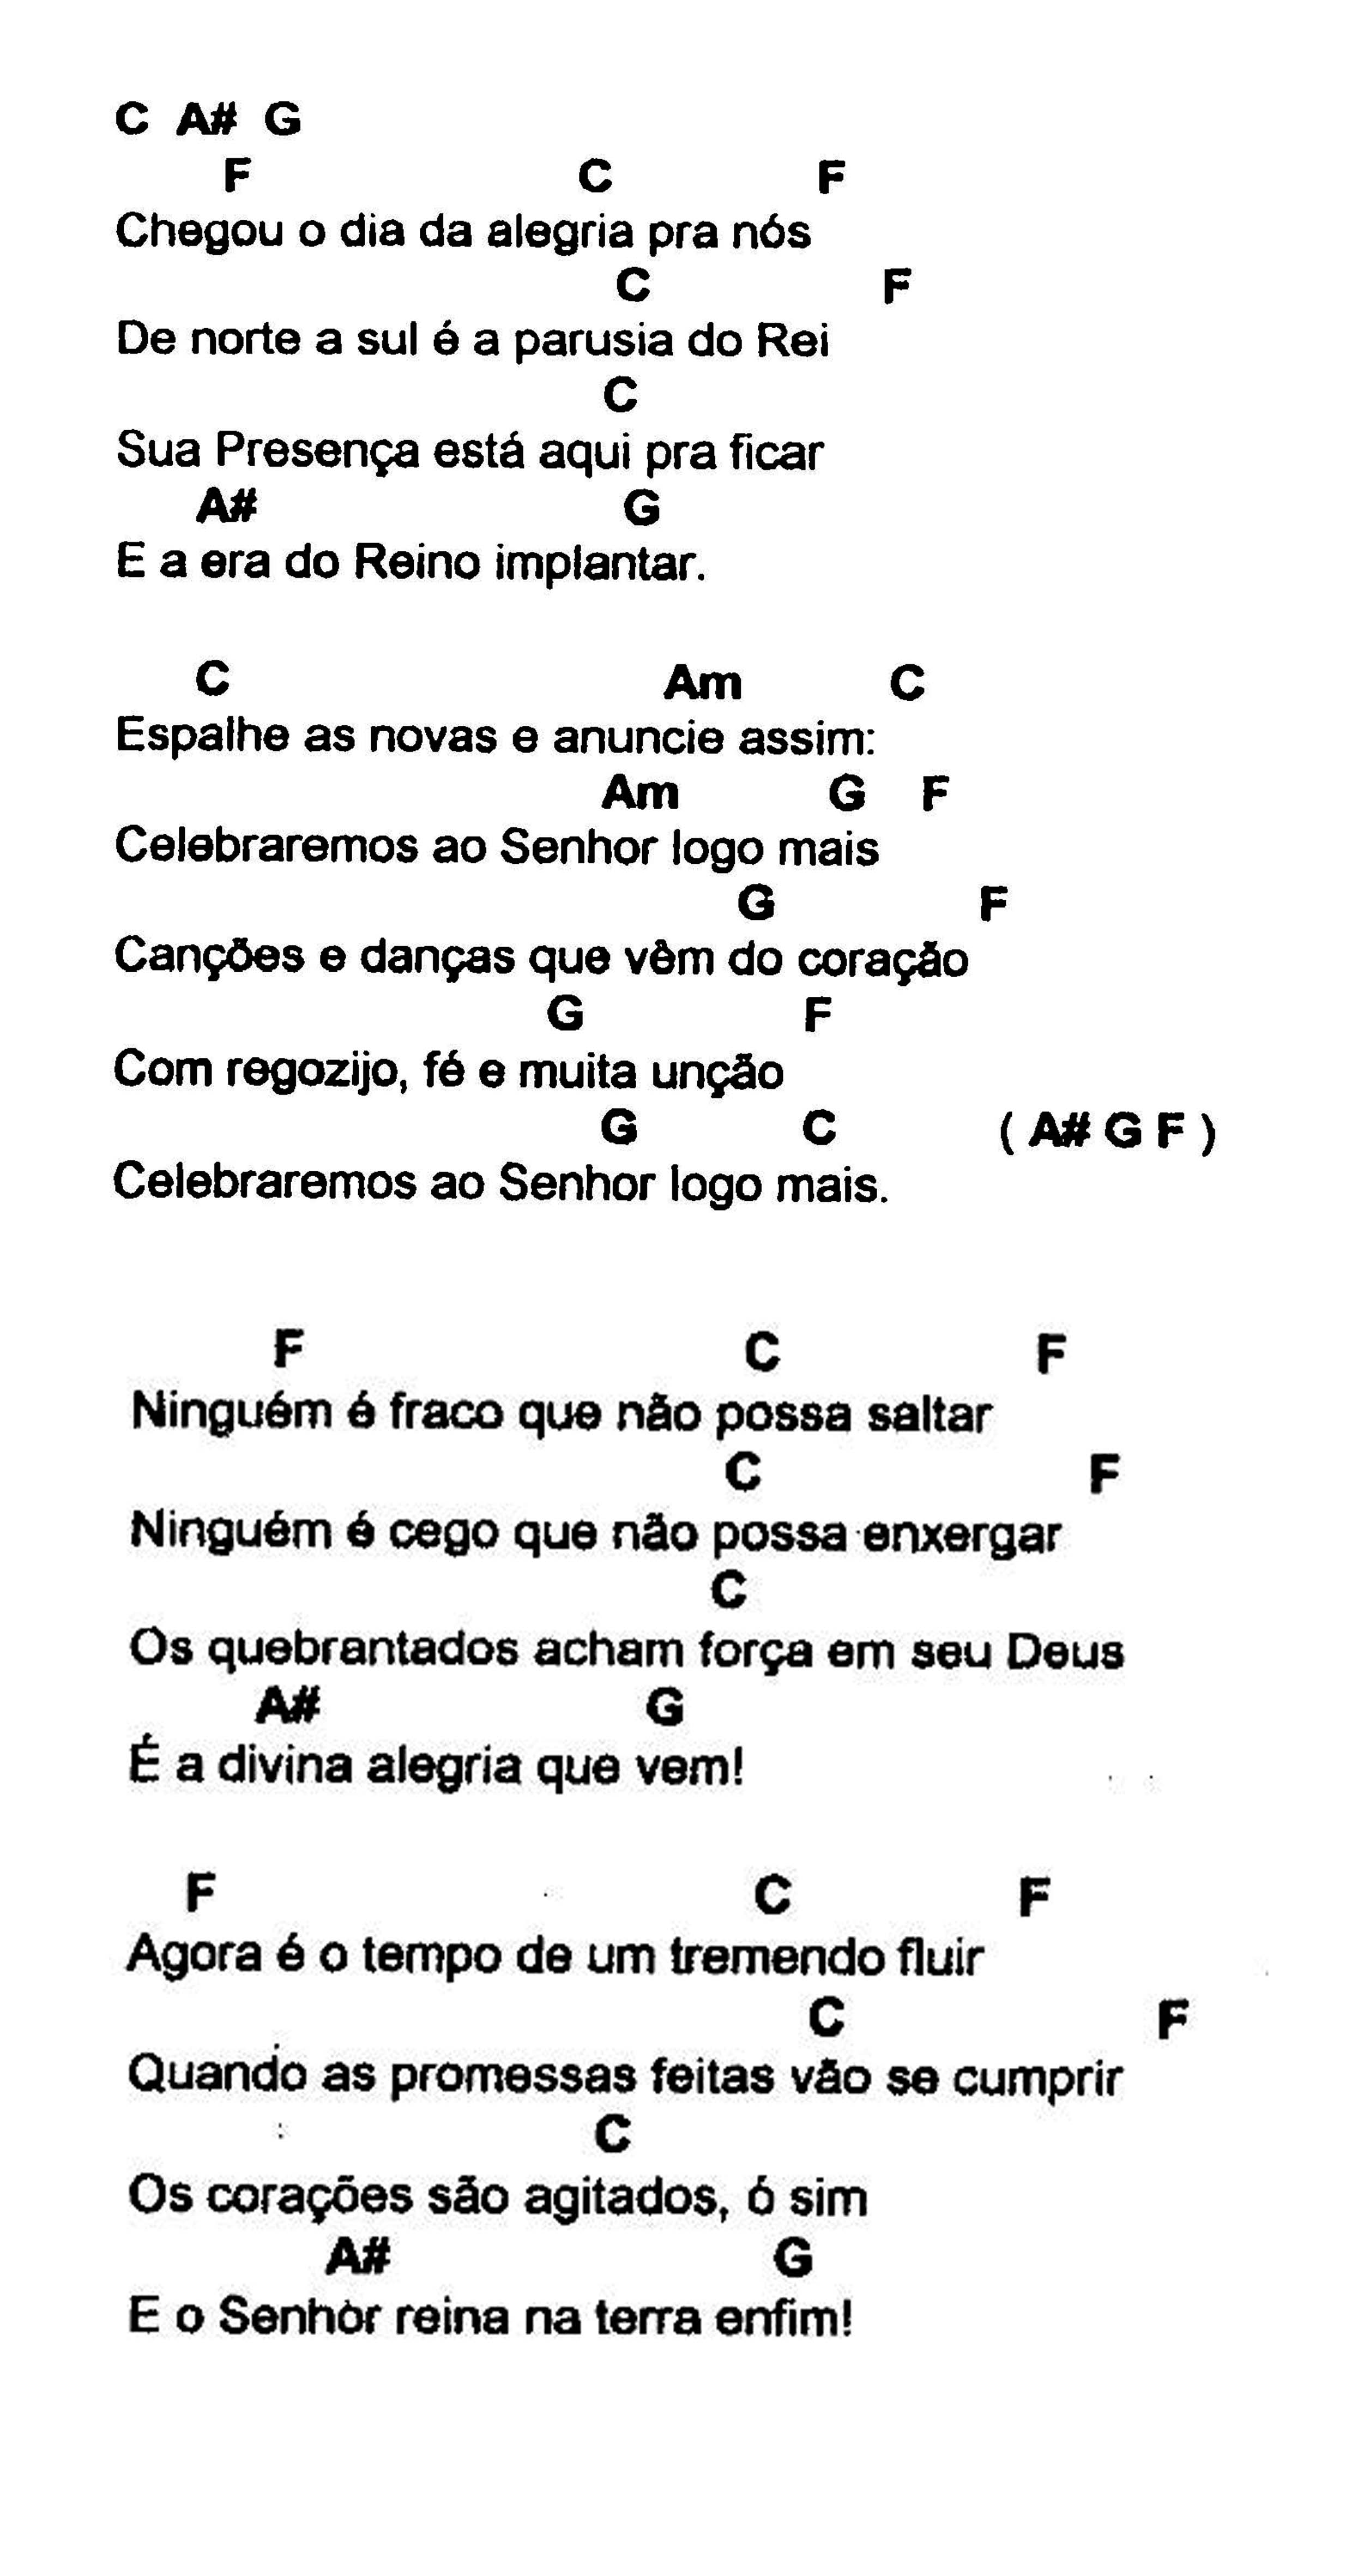 C A# G
F C F
Chegou o dia da alegria pra nós
C F
De norte a sul é a parusia do Rei
C
Sua Presença está aqui pra ficar
A# G
E a era do Reino implantar.
C Am C
Espalhe as novas e anuncie assim:
Am G F
Celebraremos ao Senhor logo mais
G F
Canções e danças que vêm do coração
G F
Com regozijo, fé e muita unção
G C ( A# G F )
Celebraremos ao Senhor logo mais.
F C F
Ninguém é fraco que não possa saltar
C F
Ninguém é cego que não possa enxergar
C
Os quebrantados acham força em seu Deus
A# G
É a divina alegria que vem!
F C F
Agora é o tempo de um tremendo fluir
C F
Quando as promessas feitas vão se cumprir
C
Os corações são agitados, ó sim
A# G
E o Senhor reina na terra enfim!